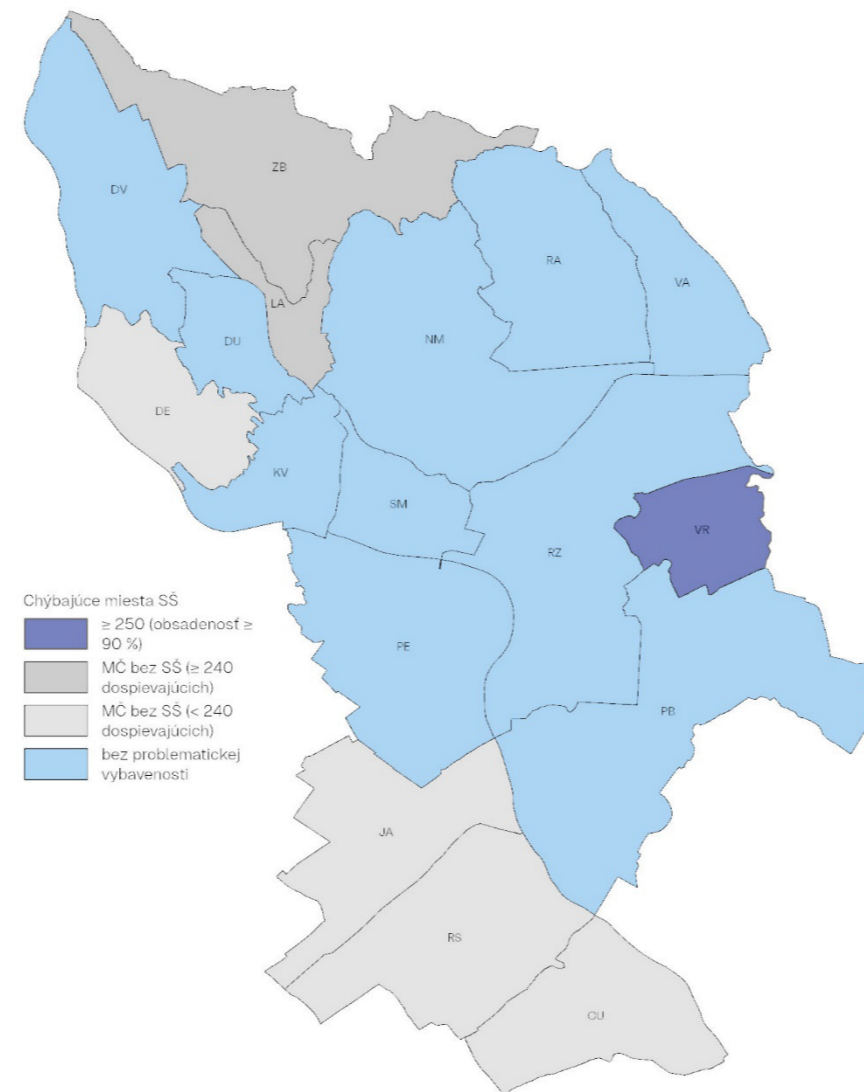 ZB
DV
RA
VA
LA
NM
DU
DE
KV
SM
VR
RZ
Chýbajúce miesta SŠ
≥ 250 (obsadenosť ≥
90 %)
MČ bez SŠ (≥ 240
dospievajúcich)
MČ bez SŠ (< 240
dospievajúcich)
bez problematickej
vybavenosti
PE
PB
JA
RS
CU